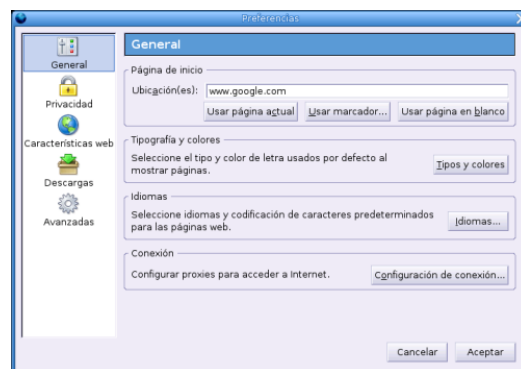 Preferencias
General
Privacidad
Características web
Descargas
Avanzadas
General
Página de inicio
Ubicación(es): www.google.com
Usar página actual Usar marcador... Usar página en blanco
Tipografía y colores
Seleccione el tipo y color de letra usados por defecto al
mostrar páginas.
Tipos y colores
Idiomas
Seleccione idiomas y codificación de caracteres predeterminados
para las páginas web.
Idiomas...
Conexión
Configurar proxies para acceder a Internet.
Configuración de conexión...
Cancelar Aceptar